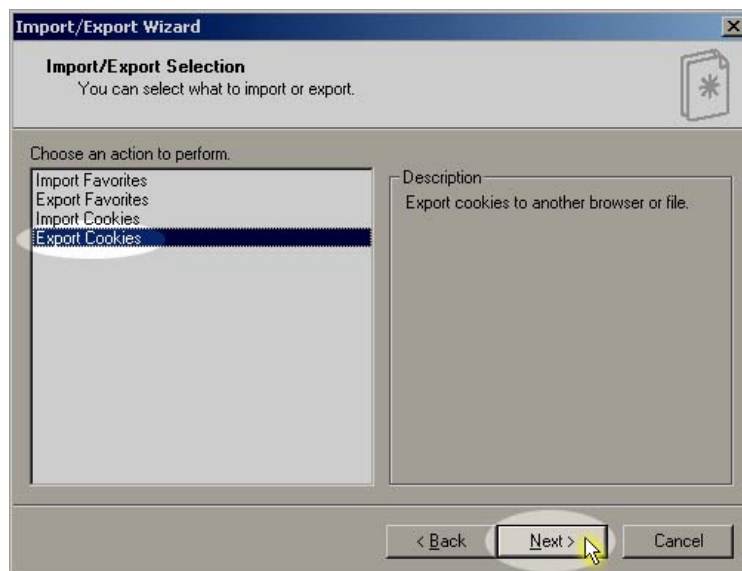 Import/Export Wizard
Import/Export Selection
You can select what to import or export.
Choose an action to perform.
Import Favorites
Export Favorites
Import Cookies
Export Cookies
Description
Export cookies to another browser or file.
< Back
Next >
Cancel